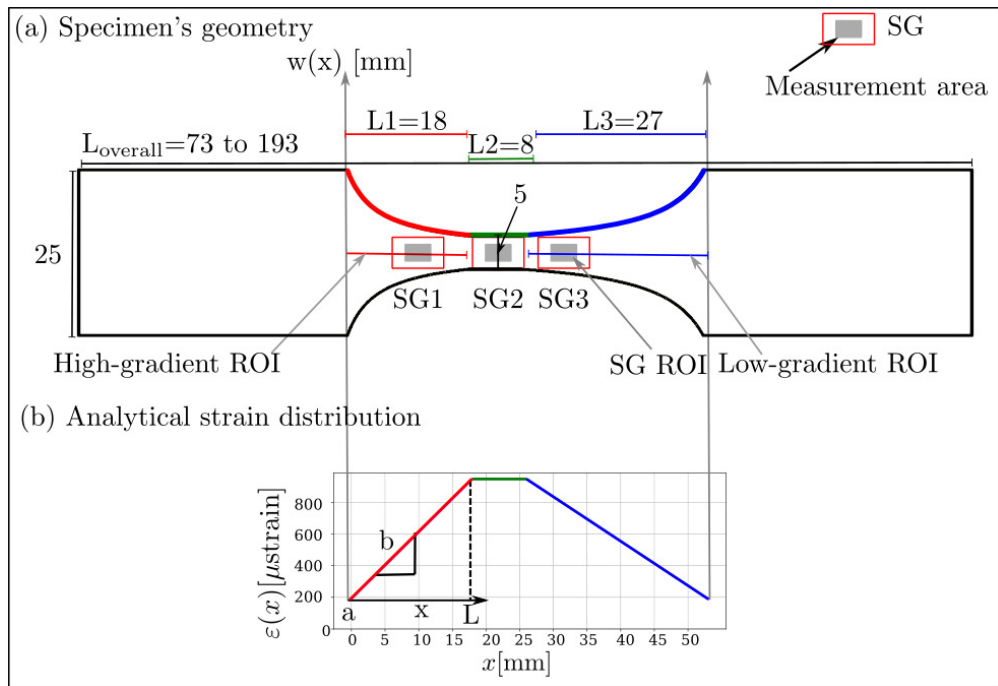 (a) Specimen's geometry
SG
w(x) [mm]
Measurement area
L1=18
L3=27
L_overall=73 to 193
L2=8
5
25
SG1
SG2
SG3
High-gradient ROI
SG ROI
Low-gradient ROI
(b) Analytical strain distribution
ε(x)[μstrain]
800
600
400
200
0
b
a
x
L
0 5 10 15 20 25 30 35 40 45 50
x[mm]